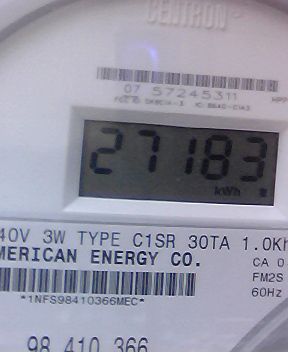 CENTRON
07 57245311
27183
kWh
40V 3W TYPE C1SR 30TA 1.0Kh
MERICAN ENERGY CO.
CA 0
FM2S
60Hz
*1NFS98410366MEC*
98 410 366